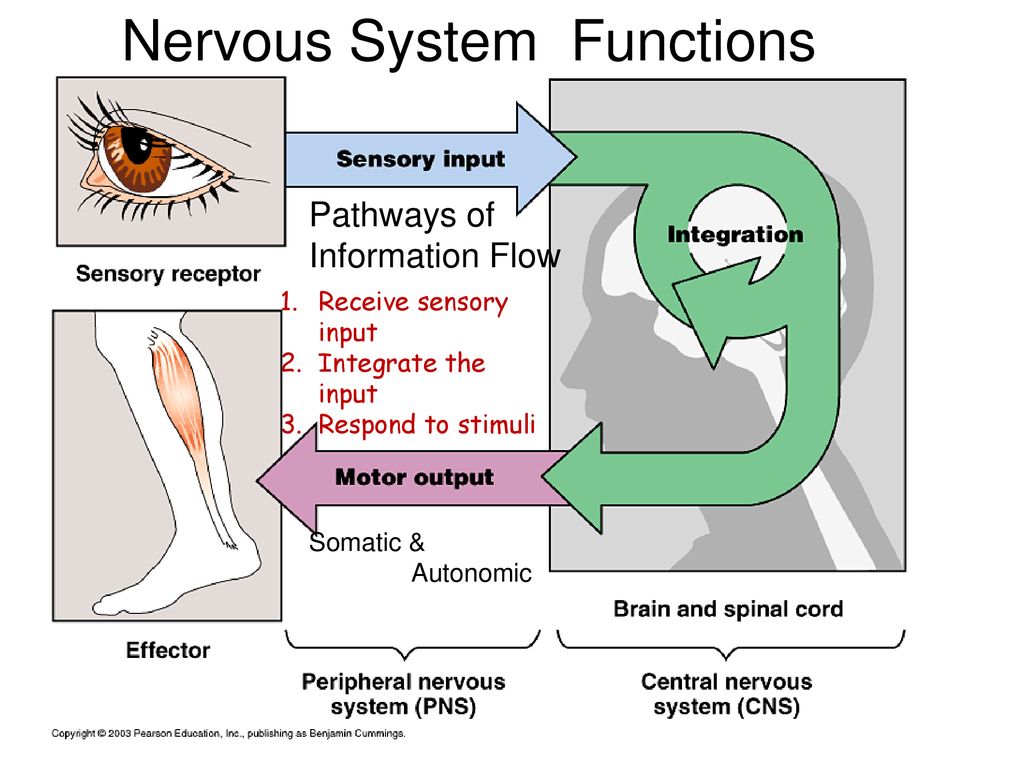 Nervous System  Functions
Sensory input
Pathways of
Information Flow
Integration
Sensory receptor
1. Receive sensory
input
2. Integrate the
input
3. Respond to stimuli
Motor output
Somatic &
Autonomic
Brain and spinal cord
Effector
Peripheral nervous
system (PNS)
Central nervous
system (CNS)
Copyright © 2003 Pearson Education, Inc., publishing as Benjamin Cummings.